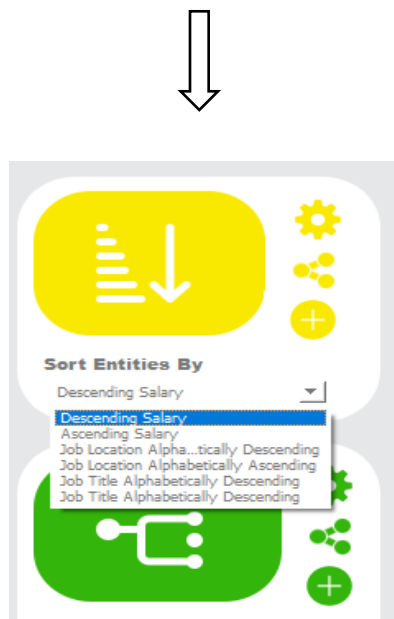 Sort Entities By
Descending Salary
Descending Salary
Ascending Salary
Job Location Alpha...tically Descending
Job Location Alphabetically Ascending
Job Title Alphabetically Descending
Job Title Alphabetically Descending